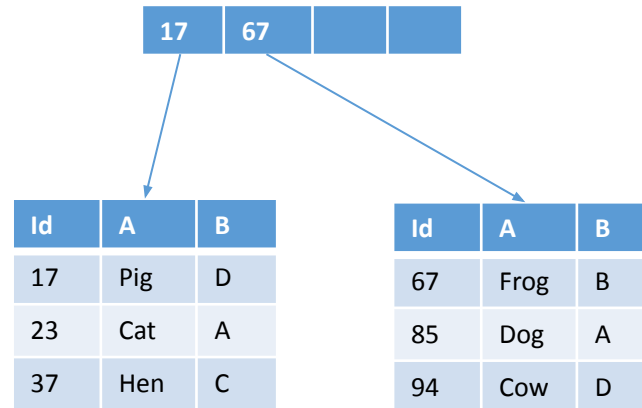 17 67
Id A B
17 Pig D
23 Cat A
37 Hen C
Id A B
67 Frog B
85 Dog A
94 Cow D